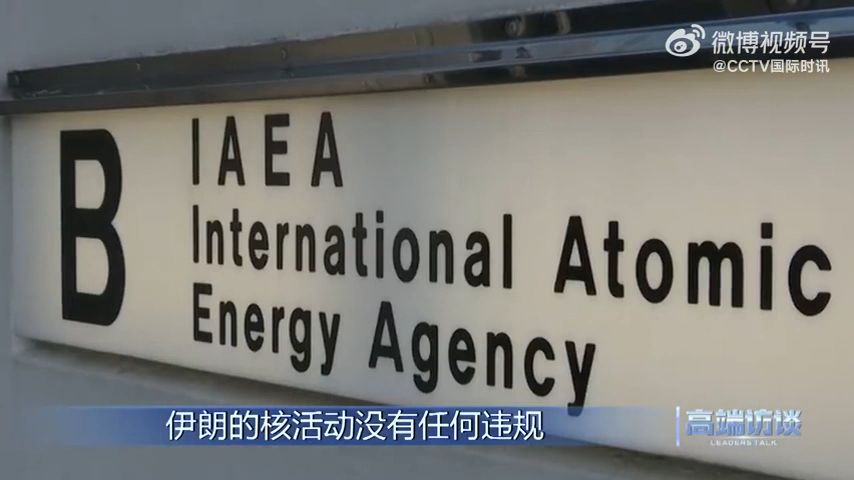 微博视频号
@CCTV国际时讯
B
IAEA
International Atomic
Energy Agency
伊朗的核活动没有任何违规
高端访谈
LEADERS TALK